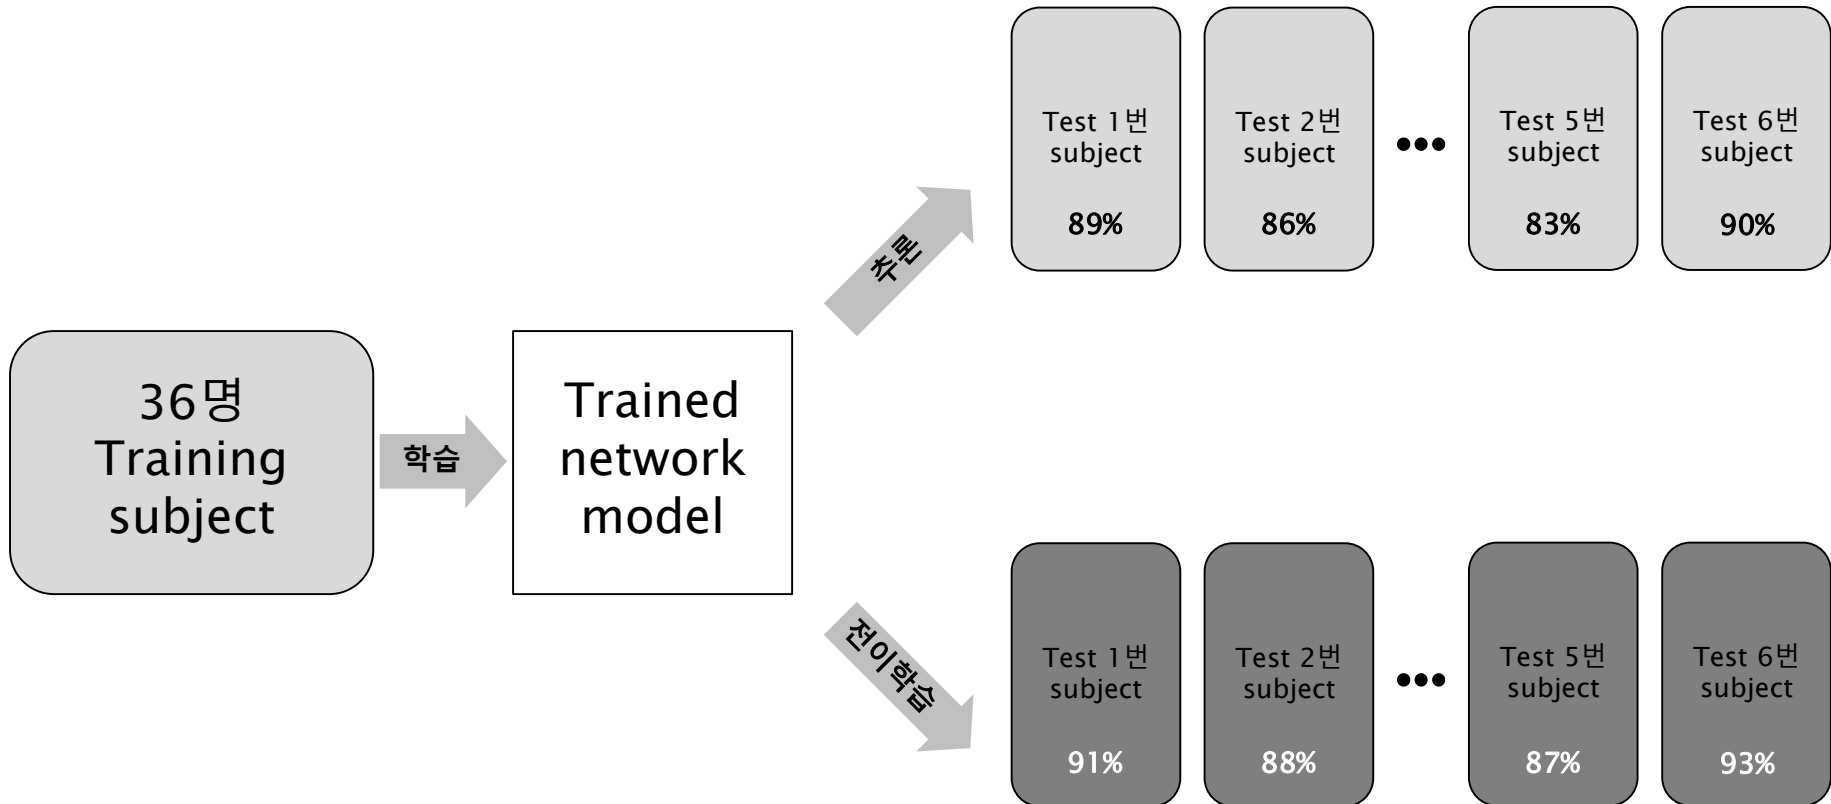 Test 1번
subject
89%
Test 2번
subject
86%
•••
Test 5번
subject
83%
Test 6번
subject
90%
추론
36명
Training
subject
학습
Trained
network
model
전이학습
Test 1번
subject
91%
Test 2번
subject
88%
•••
Test 5번
subject
87%
Test 6번
subject
93%